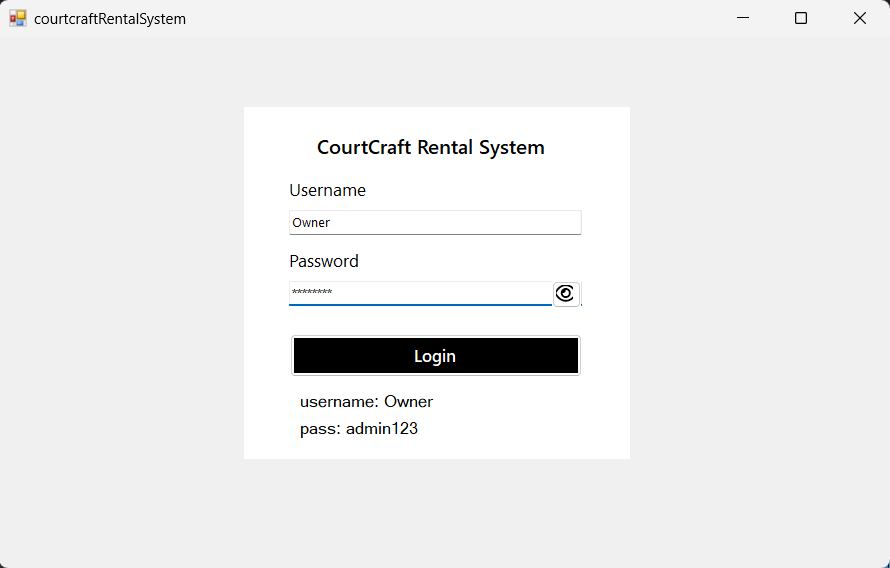 courtcraftRentalSystem
CourtCraft Rental System
Username
Owner
Password
********
Login
username: Owner
pass: admin123